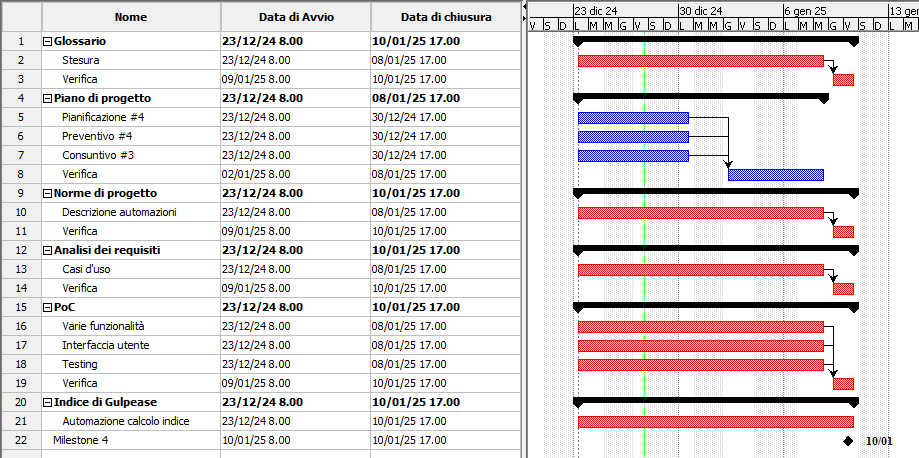 Nome Data di Avvio Data di chiusura
23 dic 24 30 dic 24 6 gen 25 13 gen
V S D L M M G V S D L M M G V S D L M M G V S D L M
1 Glossario 23/12/24 8.00 10/01/25 17.00
2 Stesura 23/12/24 8.00 08/01/25 17.00
3 Verifica 09/01/25 8.00 10/01/25 17.00
4 Piano di progetto 23/12/24 8.00 08/01/25 17.00
5 Pianificazione #4 23/12/24 8.00 30/12/24 17.00
6 Preventivo #4 23/12/24 8.00 30/12/24 17.00
7 Consuntivo #3 23/12/24 8.00 30/12/24 17.00
8 Verifica 02/01/25 8.00 08/01/25 17.00
9 Norme di progetto 23/12/24 8.00 10/01/25 17.00
10 Descrizione automazioni 23/12/24 8.00 08/01/25 17.00
11 Verifica 09/01/25 8.00 10/01/25 17.00
12 Analisi dei requisiti 23/12/24 8.00 10/01/25 17.00
13 Casi d'uso 23/12/24 8.00 08/01/25 17.00
14 Verifica 09/01/25 8.00 10/01/25 17.00
15 PoC 23/12/24 8.00 10/01/25 17.00
16 Varie funzionalità 23/12/24 8.00 08/01/25 17.00
17 Interfaccia utente 23/12/24 8.00 08/01/25 17.00
18 Testing 23/12/24 8.00 08/01/25 17.00
19 Verifica 09/01/25 8.00 10/01/25 17.00
20 Indice di Gulpease 23/12/24 8.00 10/01/25 17.00
21 Automazione calcolo indice 23/12/24 8.00 10/01/25 17.00
22 Milestone 4 10/01/25 8.00 10/01/25 17.00 10/01